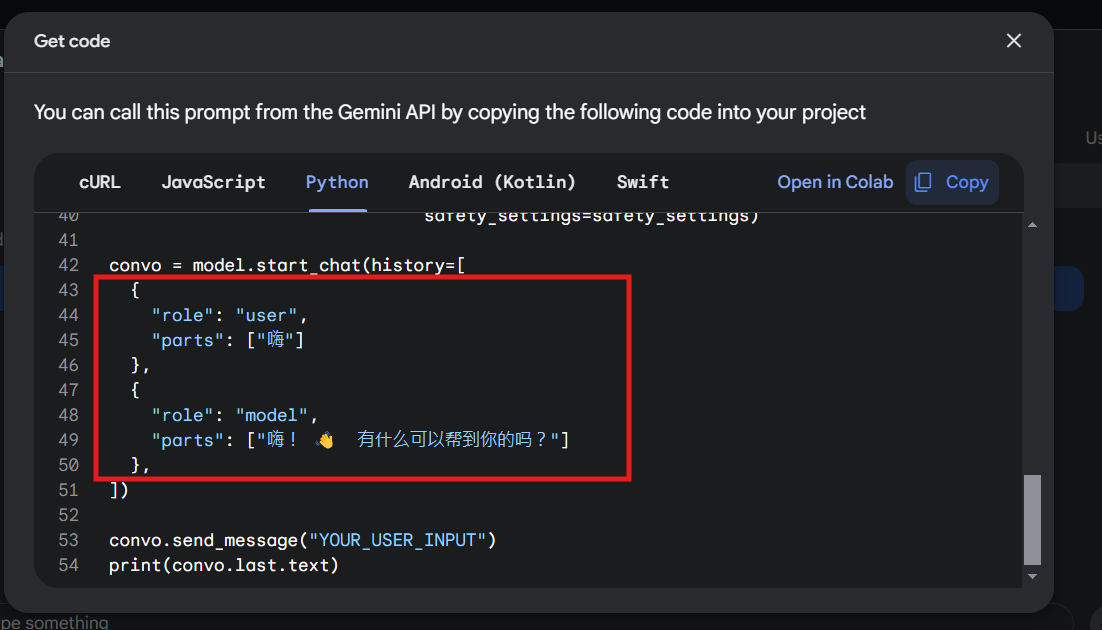 Get code
You can call this prompt from the Gemini API by copying the following code into your project
cURL JavaScript Python Android (Kotlin) Swift Open in Colab Copy
40 safety_settings=safety_settings)
41
42 convo = model.start_chat(history=[
43 {
44 "role": "user",
45 "parts": ["嗨"]
46 },
47 {
48 "role": "model",
49 "parts": ["嗨！ 👋  有什么可以帮到你的吗？"]
50 },
51 ])
52
53 convo.send_message("YOUR_USER_INPUT")
54 print(convo.last.text)
pe something